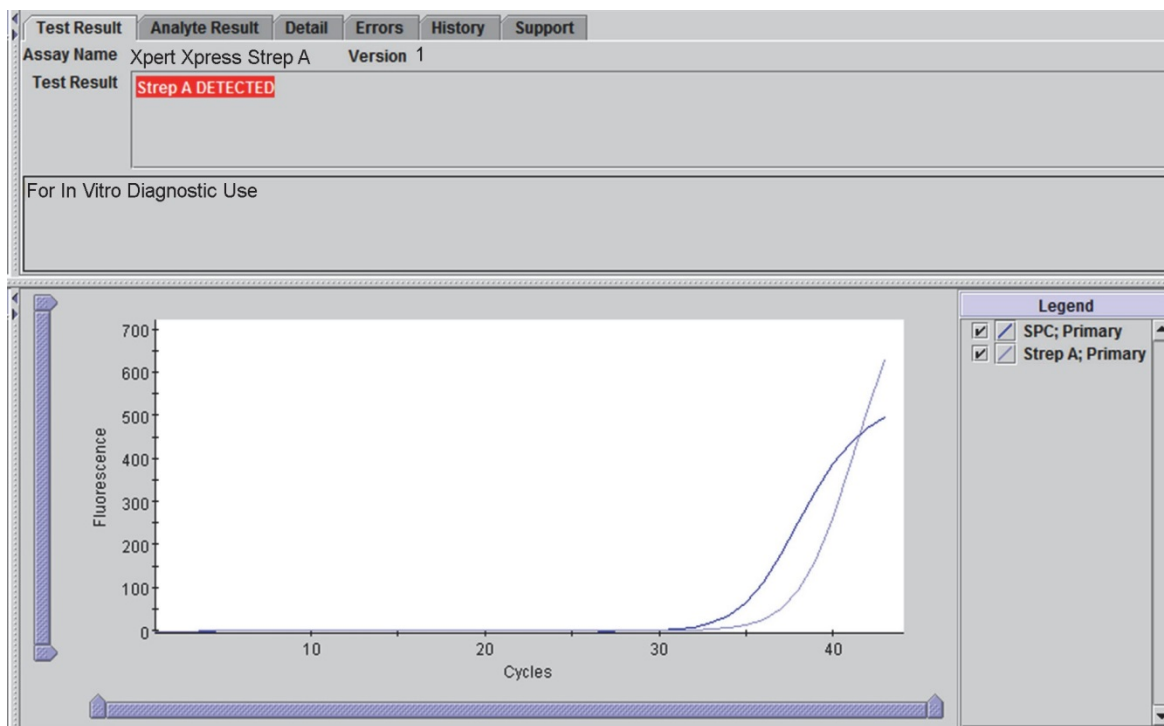 Test Result Analyte Result Detail Errors History Support
Assay Name Xpert Xpress Strep A Version 1
Test Result Strep A DETECTED
For In Vitro Diagnostic Use
Legend
SPC; Primary
Strep A; Primary
700
600
500
400
300
200
100
0
Fluorescence
10 20 30 40
Cycles